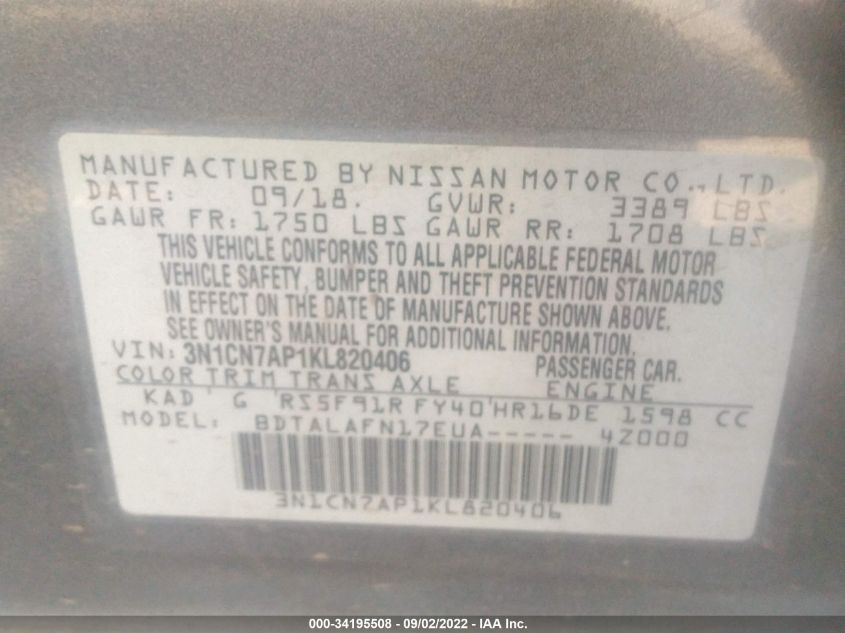 MANUFACTURED BY NISSAN MOTOR CO., LTD.
DATE: 09/18. GVWR: 3389 LBS
GAWR FR: 1750 LBS GAWR RR: 1708 LBS
THIS VEHICLE CONFORMS TO ALL APPLICABLE FEDERAL MOTOR
VEHICLE SAFETY, BUMPER AND THEFT PREVENTION STANDARDS
IN EFFECT ON THE DATE OF MANUFACTURE SHOWN ABOVE.
SEE OWNER'S MANUAL FOR ADDITIONAL INFORMATION.
VIN: 3N1CN7AP1KL820406 PASSENGER CAR.
COLOR TRIM TRANS AXLE ENGINE
KAD G RS5F91R FY40 HR16DE 1598 CC
MODEL: BDTALAFN17EUA----- 4Z000
3N1CN7AP1KL820406
000-34195508 - 09/02/2022 - IAA Inc.